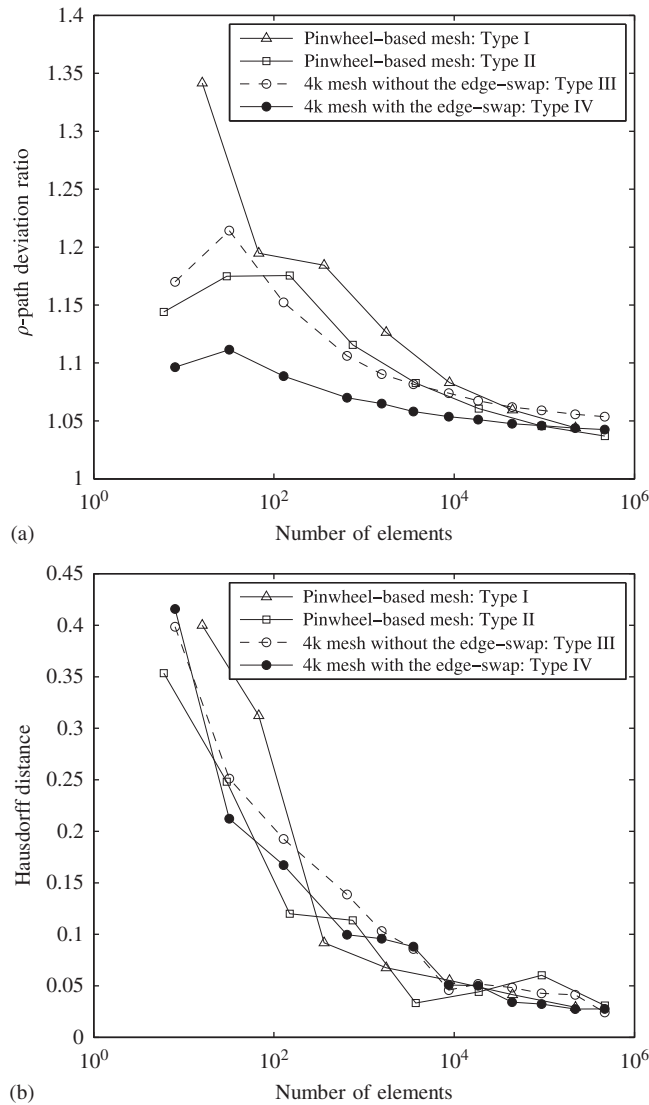 1.4
1.35
1.3
1.25
1.2
1.15
1.1
1.05
1
ρ-path deviation ratio
Pinwheel-based mesh: Type I
Pinwheel-based mesh: Type II
4k mesh without the edge-swap: Type III
4k mesh with the edge-swap: Type IV
10^0
10^2
10^4
10^6
(a)
Number of elements
0.45
0.4
0.35
0.3
0.25
0.2
0.15
0.1
0.05
0
Hausdorff distance
Pinwheel-based mesh: Type I
Pinwheel-based mesh: Type II
4k mesh without the edge-swap: Type III
4k mesh with the edge-swap: Type IV
10^0
10^2
10^4
10^6
(b)
Number of elements